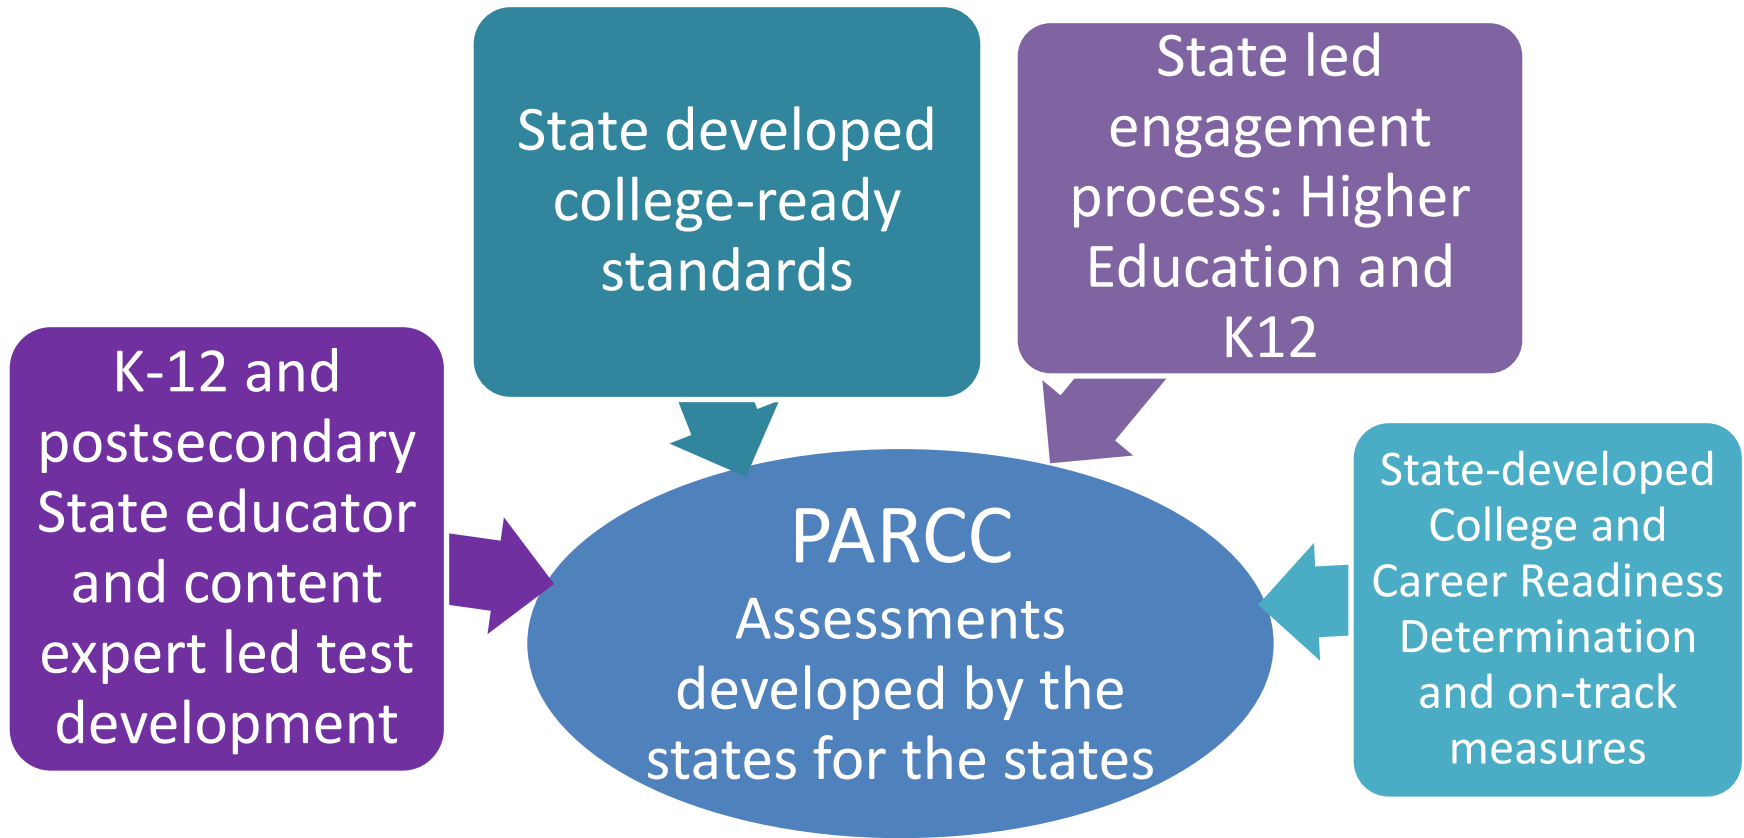 State developed
college-ready
standards
State led
engagement
process: Higher
Education and
K12
K-12 and
postsecondary
State educator
and content
expert led test
development
PARCC
Assessments
developed by the
states for the states
State-developed
College and
Career Readiness
Determination
and on-track
measures